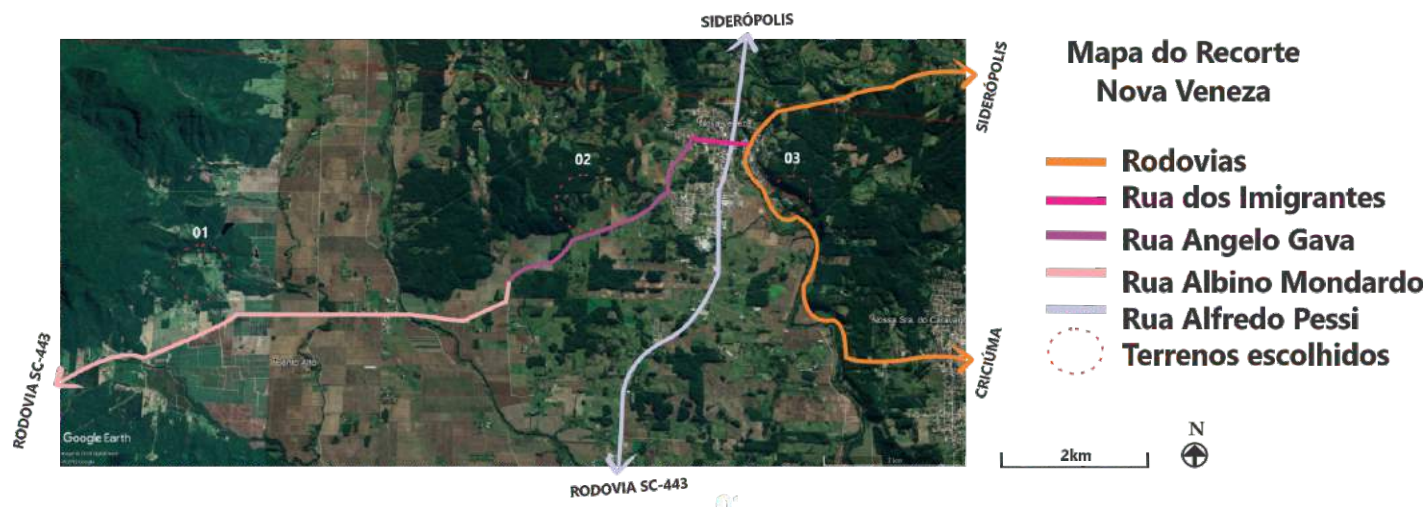 SIDERÓPOLIS
SIDERÓPOLIS
Mapa do Recorte
Nova Veneza
02
03
01
Rodovias
Rua dos Imigrantes
Rua Angelo Gava
Rua Albino Mondardo
Rua Alfredo Pessi
Terrenos escolhidos
RODOVIA SC-443
CRICIÚMA
Google Earth
RODOVIA SC-443
2km
N